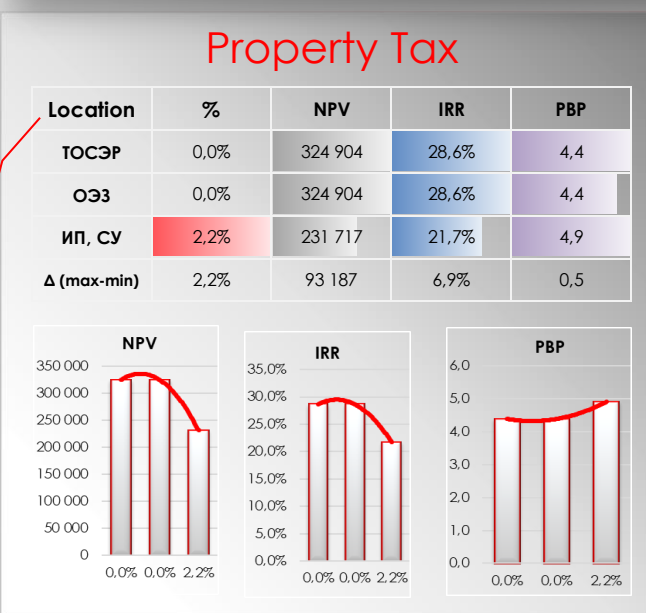 Property Tax
Location % NPV IRR PBP
ТОСЭР 0,0% 324 904 28,6% 4,4
ОЭЗ 0,0% 324 904 28,6% 4,4
ИП, СУ 2,2% 231 717 21,7% 4,9
Δ (max-min) 2,2% 93 187 6,9% 0,5
NPV
350 000
300 000
250 000
200 000
150 000
100 000
50 000
0
0,0% 0,0% 2,2%
IRR
35,0%
30,0%
25,0%
20,0%
15,0%
10,0%
5,0%
0,0%
0,0% 0,0% 2,2%
PBP
6,0
5,0
4,0
3,0
2,0
1,0
0,0
0,0% 0,0% 2,2%